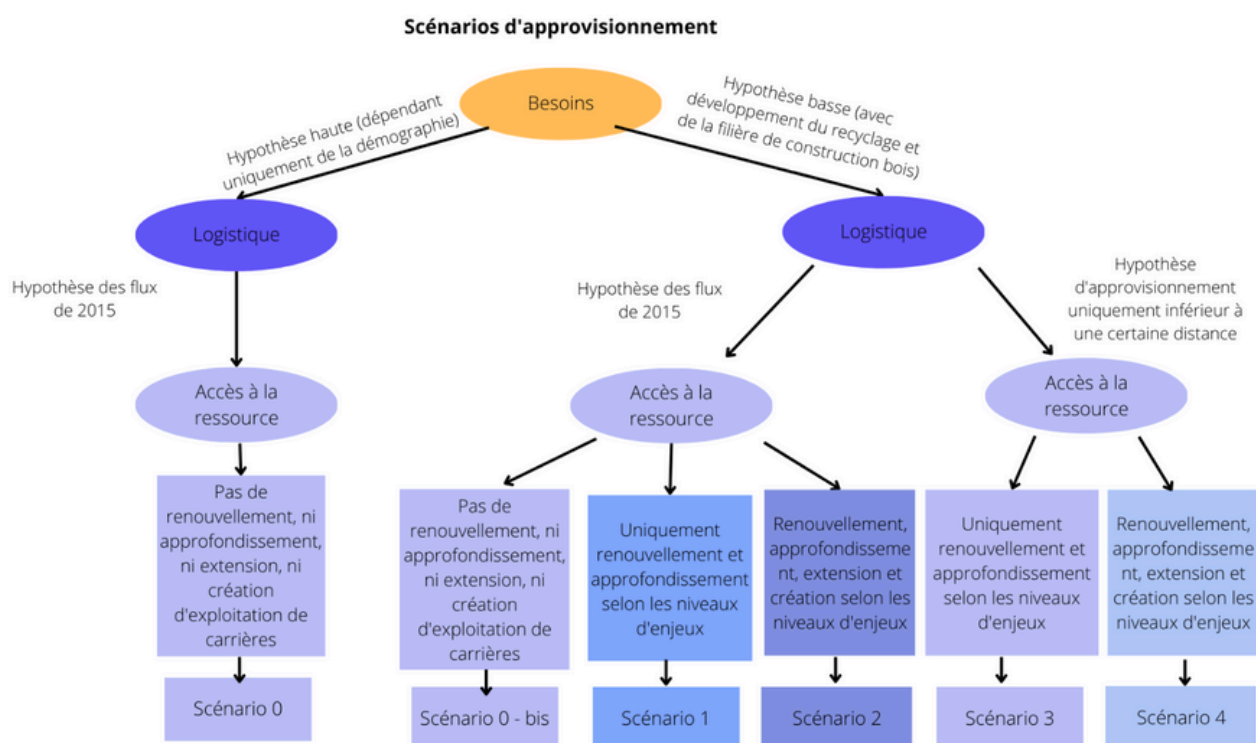 Scénarios d'approvisionnement
Besoins
Hypothèse haute (dépendant
uniquement de la démographie)
Hypothèse basse (avec
développement du recyclage et
de la filière de construction bois)
Logistique
Logistique
Hypothèse des flux
de 2015
Hypothèse des flux
de 2015
Hypothèse
d'approvisionnement
uniquement inférieur à
une certaine distance
Accès à la
ressource
Accès à la
ressource
Accès à la
ressource
Pas de
renouvellement, ni
approfondissement,
ni extension, ni
création
d'exploitation de
carrières
Pas de
renouvellement, ni
approfondissement,
ni extension, ni
création
d'exploitation de
carrières
Uniquement
renouvellement et
approfondissement
selon les niveaux
d'enjeux
Renouvellement,
approfondisseme
nt, extension et
création selon les
niveaux d'enjeux
Uniquement
renouvellement et
approfondissement
selon les niveaux
d'enjeux
Renouvellement,
approfondisseme
nt, extension et
création selon les
niveaux d'enjeux
Scénario 0
Scénario 0 - bis
Scénario 1
Scénario 2
Scénario 3
Scénario 4